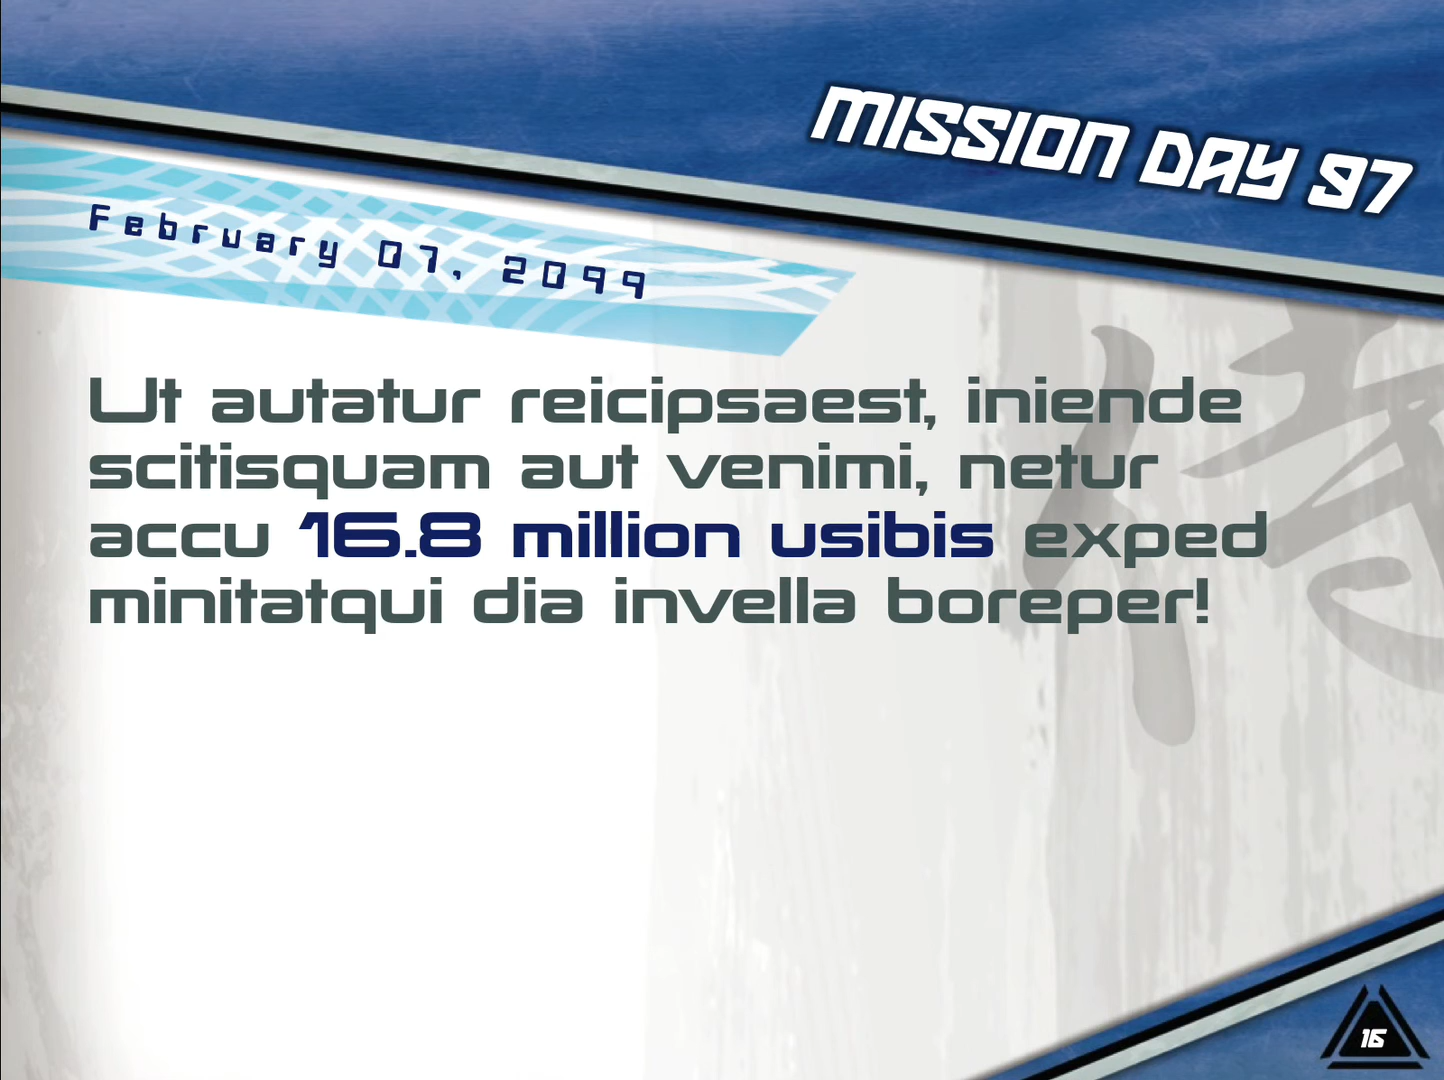 MISSION DAY 97
February 07, 2099
Ut autatur reicipsaest, iniende
scitisquam aut venimi, netur
accu 16.8 million usibis exped
minitatqui dia invella boreper!
16